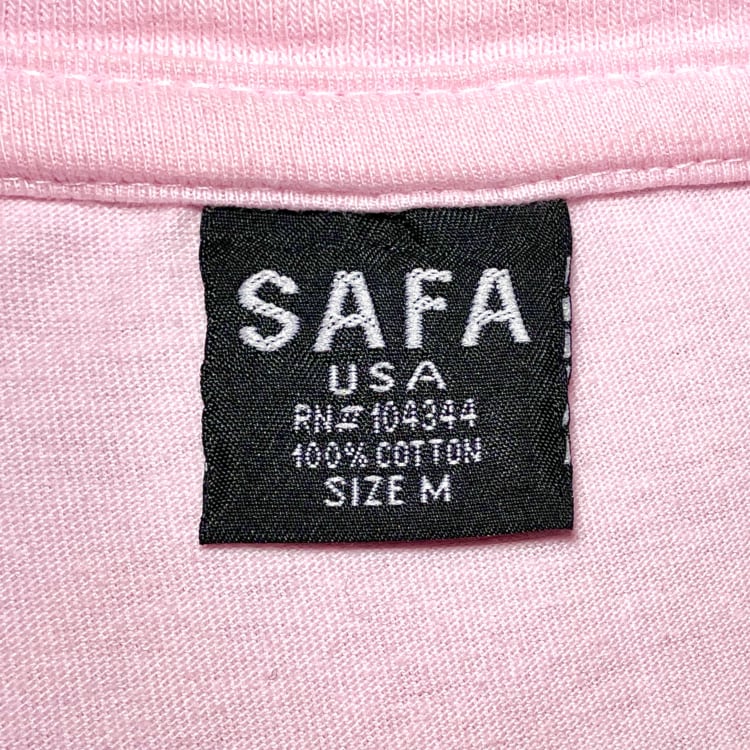 SAFA
USA
RN# 104344
100% COTTON
SIZE M